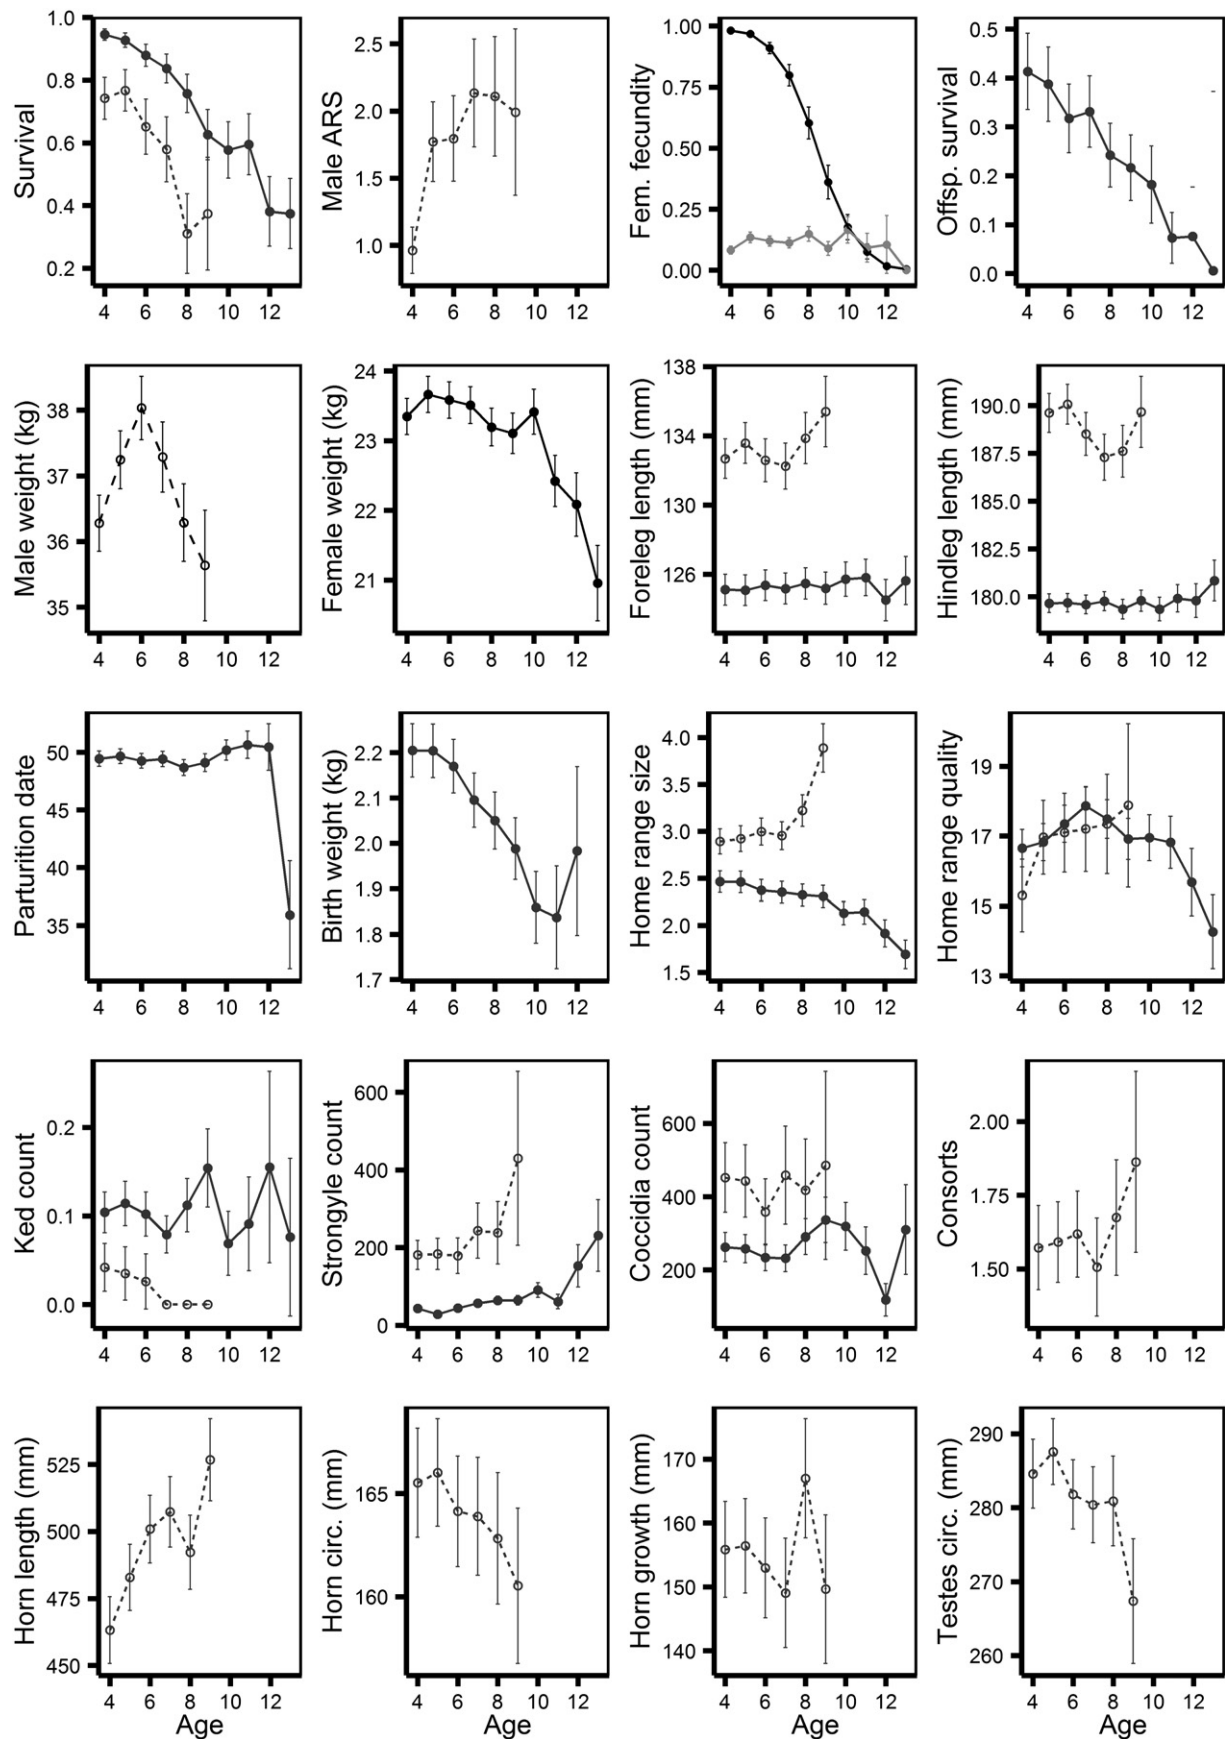 Survival
1.0
0.8
0.6
0.4
0.2
4 6 8 10 12
Male ARS
2.5
2.0
1.5
1.0
4 6 8 10 12
Fem. fecundity
1.00
0.75
0.50
0.25
0.00
4 6 8 10 12
Offsp. survival
0.5
0.4
0.3
0.2
0.1
0.0
4 6 8 10 12
Male weight (kg)
38
37
36
35
4 6 8 10 12
Female weight (kg)
24
23
22
21
4 6 8 10 12
Foreleg length (mm)
138
134
130
126
4 6 8 10 12
Hindleg length (mm)
190.0
187.5
185.0
182.5
180.0
4 6 8 10 12
Parturition date
50
45
40
35
4 6 8 10 12
Birth weight (kg)
2.2
2.1
2.0
1.9
1.8
1.7
4 6 8 10 12
Home range size
4.0
3.5
3.0
2.5
2.0
1.5
4 6 8 10 12
Home range quality
19
17
15
13
4 6 8 10 12
Ked count
0.2
0.1
0.0
4 6 8 10 12
Strongyle count
600
400
200
0
4 6 8 10 12
Coccidia count
600
400
200
4 6 8 10 12
Consorts
2.00
1.75
1.50
4 6 8 10 12
Horn length (mm)
525
500
475
450
4 6 8 10 12
Age
Horn circ. (mm)
165
160
4 6 8 10 12
Age
Horn growth (mm)
170
160
150
140
4 6 8 10 12
Age
Testes circ. (mm)
290
280
270
260
4 6 8 10 12
Age